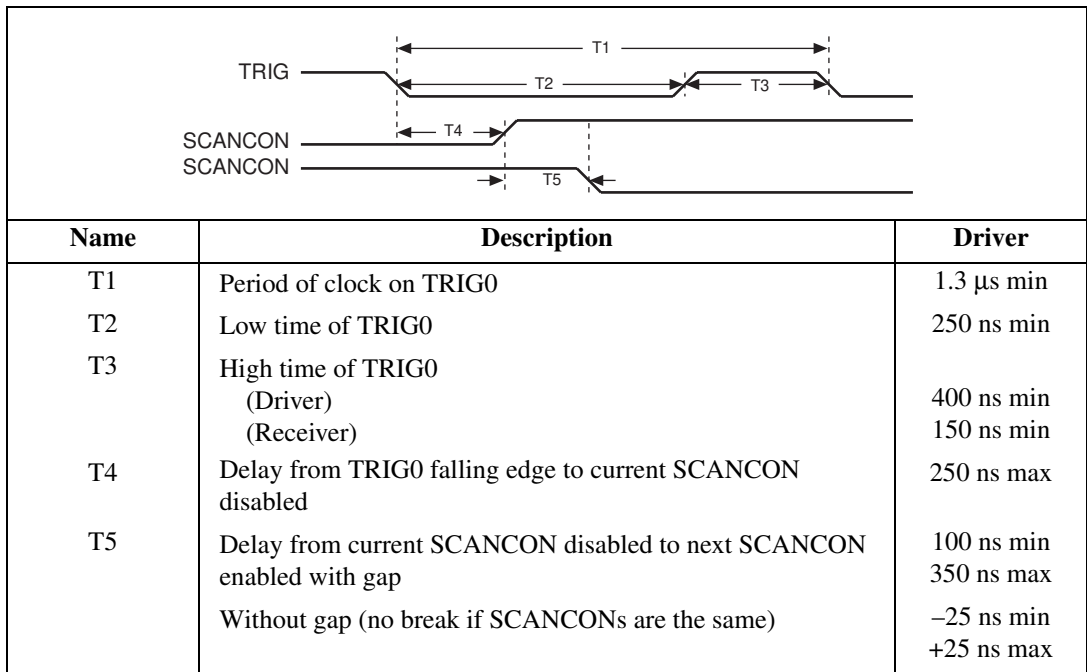 T1
TRIG
T2
T3
T4
SCANCON
SCANCON
T5
Name Description Driver
T1 Period of clock on TRIG0 1.3 µs min
T2 Low time of TRIG0 250 ns min
T3 High time of TRIG0
(Driver) 400 ns min
(Receiver) 150 ns min
T4 Delay from TRIG0 falling edge to current SCANCON 250 ns max
disabled
T5 Delay from current SCANCON disabled to next SCANCON 100 ns min
enabled with gap 350 ns max
Without gap (no break if SCANCONs are the same) –25 ns min
+25 ns max